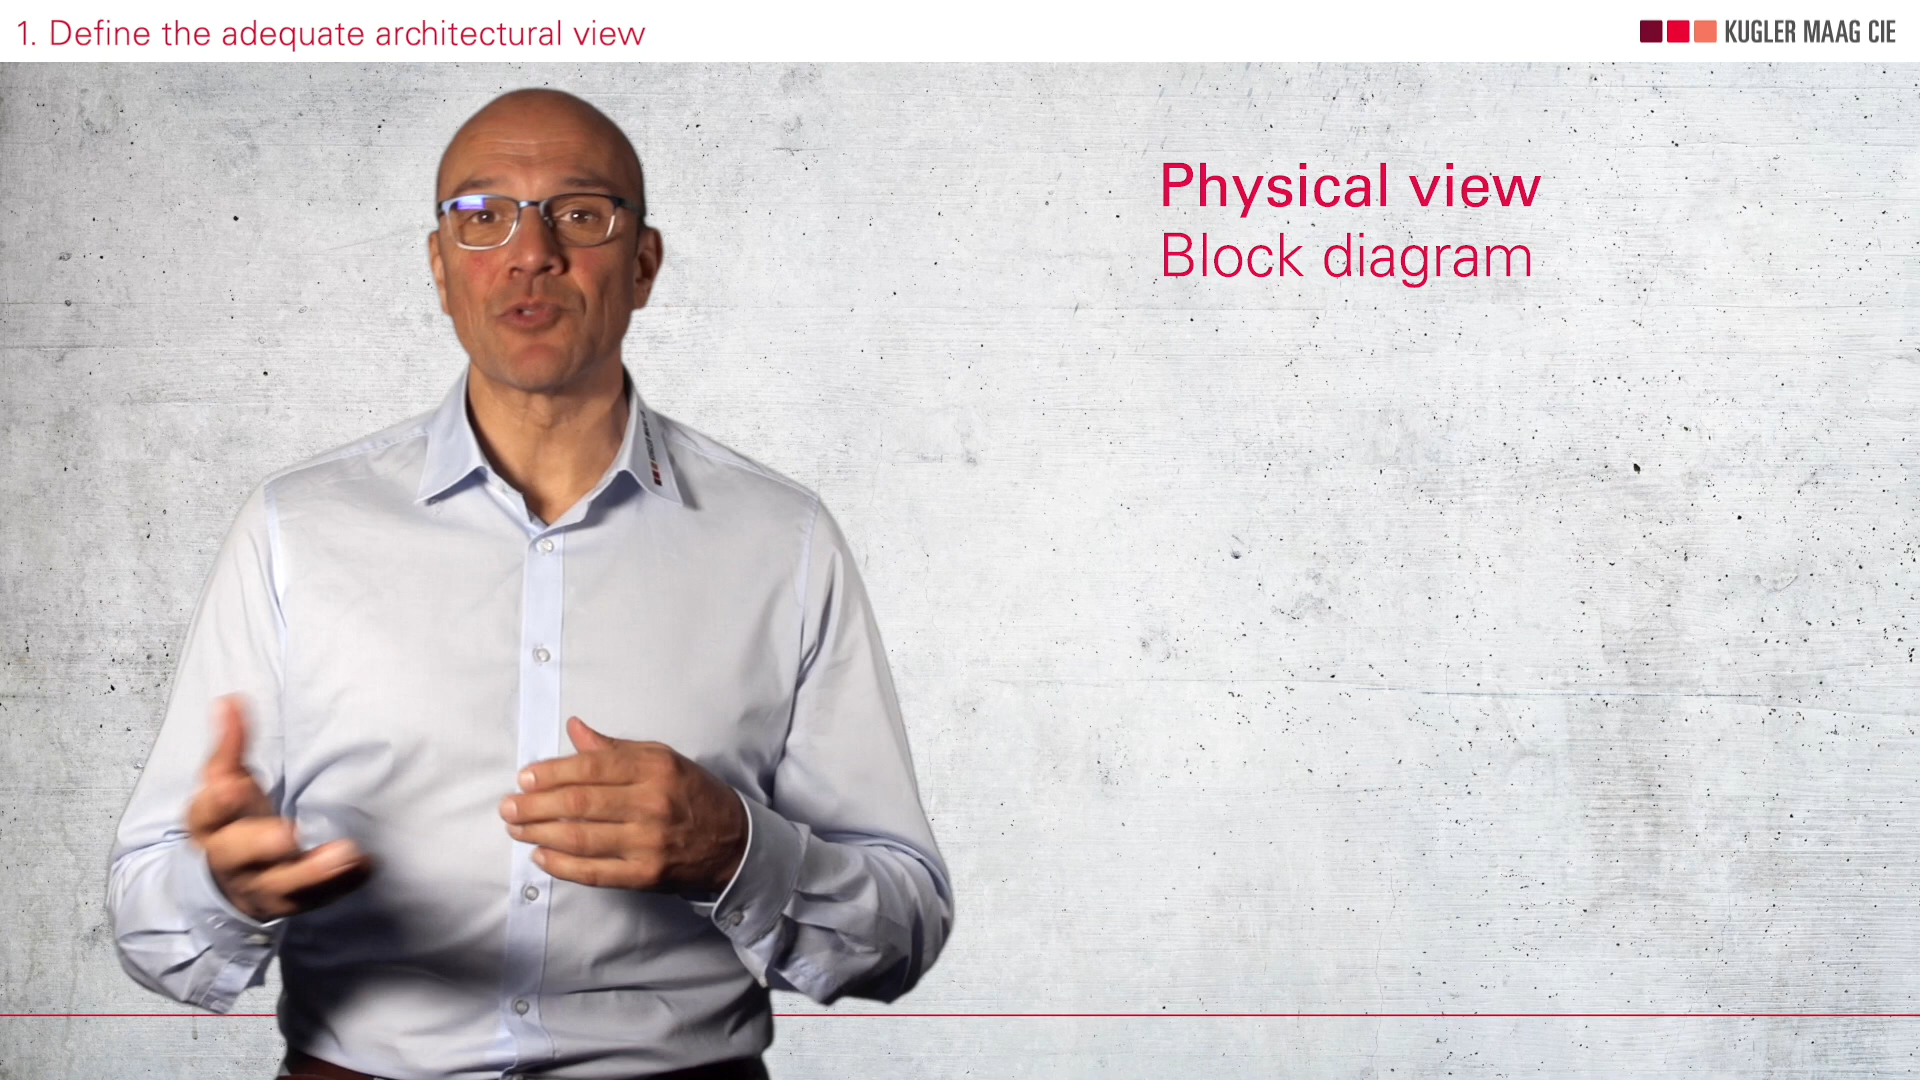 1. Define the adequate architectural view
KUGLER MAAG CIE
Physical view
Block diagram